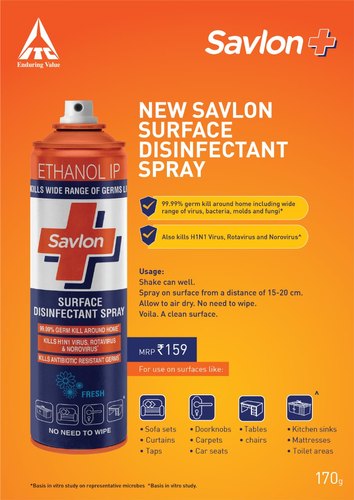 ITC
Enduring Value
Savlon
NEW SAVLON
SURFACE
DISINFECTANT
SPRAY
99.99% germ kill around home including wide
range of virus, bacteria, molds and fungi*
Also kills H1N1 Virus, Rotavirus and Norovirus^
Usage:
Shake can well.
Spray on surface from a distance of 15-20 cm.
Allow to air dry. No need to wipe.
Voila. A clean surface.
MRP ₹159
For use on surfaces like:
^
• Sofa sets
• Curtains
• Taps
• Doorknobs
• Carpets
• Car seats
• Tables
• chairs
• Kitchen sinks
• Mattresses
• Toilet areas
ETHANOL IP
KILLS WIDE RANGE OF GERMS
Savlon
SURFACE
DISINFECTANT SPRAY
99.99% GERM KILL AROUND HOME*
KILLS H1N1 VIRUS, ROTAVIRUS
& NOROVIRUS^
KILLS ANTIBIOTIC RESISTANT GERMS
FRESH
NO NEED TO WIPE
170g
*Basis in vitro study on representative microbes ^Basis in vitro study.